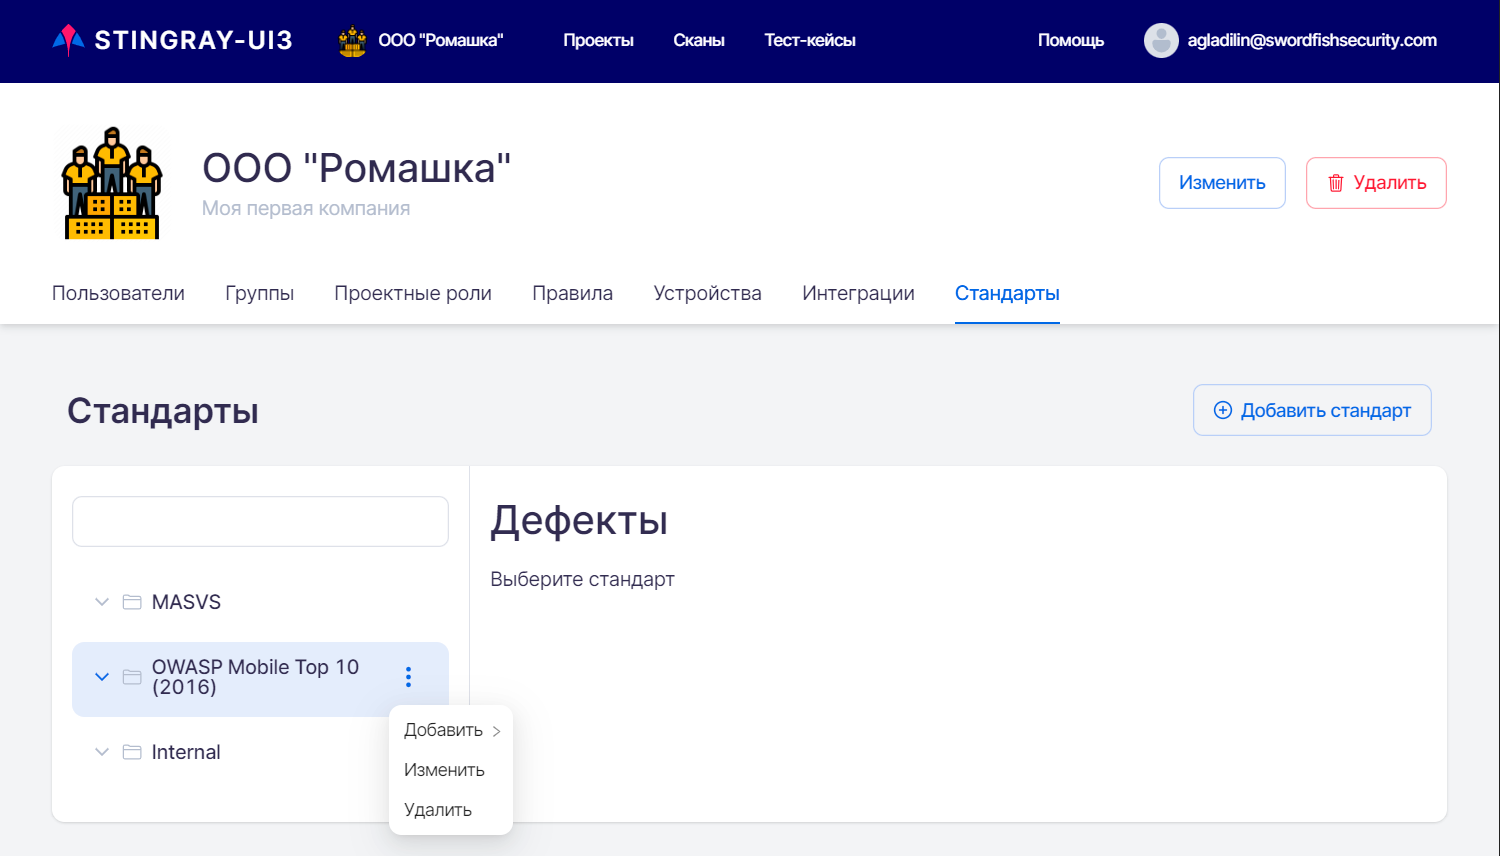 STINGRAY-UI3
ООО "Ромашка"
Проекты
Сканы
Тест-кейсы
Помощь
agladilin@swordfishsecurity.com
ООО "Ромашка"
Моя первая компания
Изменить
Удалить
Пользователи
Группы
Проектные роли
Правила
Устройства
Интеграции
Стандарты
Стандарты
Добавить стандарт
MASVS
OWASP Mobile Top 10
(2016)
Internal
Добавить
Изменить
Удалить
Дефекты
Выберите стандарт